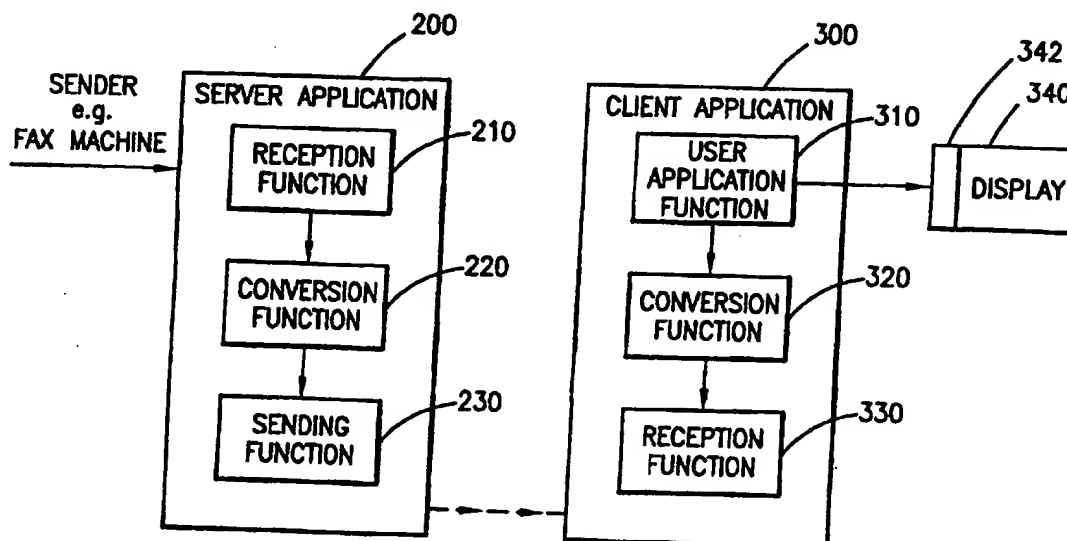 200
SENDER
e.g.
FAX MACHINE
SERVER APPLICATION
210
RECEPTION
FUNCTION
220
CONVERSION
FUNCTION
230
SENDING
FUNCTION
300
CLIENT APPLICATION
310
USER
APPLICATION
FUNCTION
320
CONVERSION
FUNCTION
330
RECEPTION
FUNCTION
342
340
DISPLAY